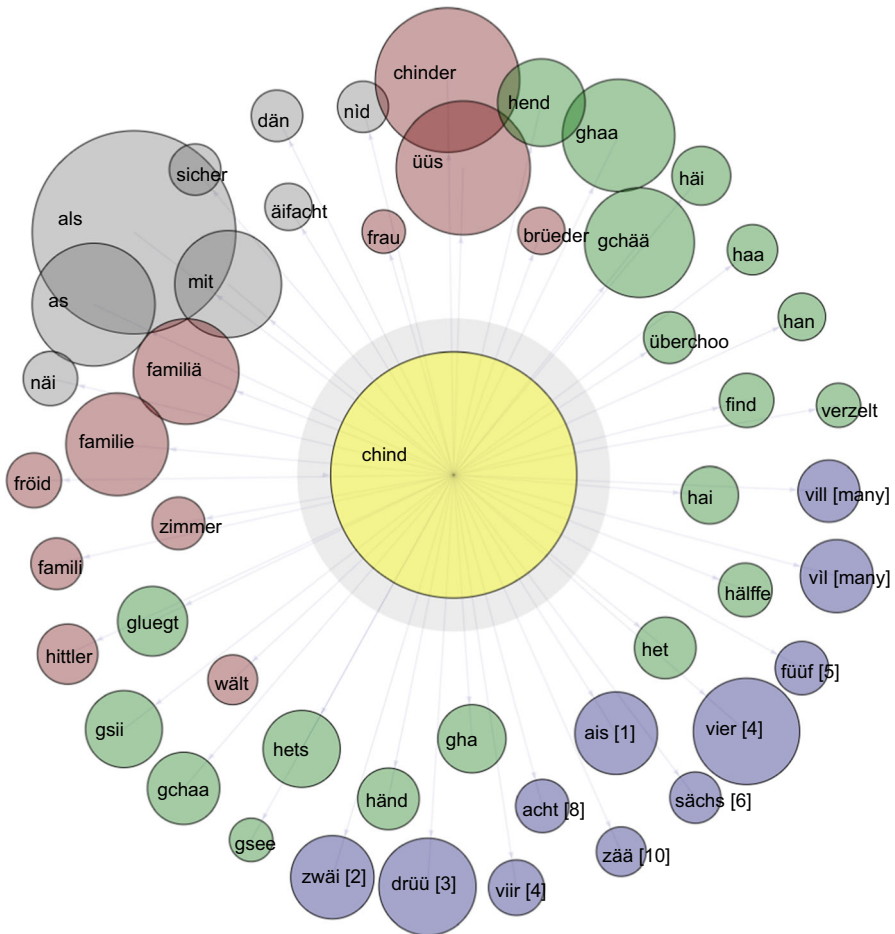 chinder
hend
nìd
dän
ghaa
üüs
sicher
häi
äifacht
als
frau
brüeder
gchää
haa
mit
as
han
überchoo
familiä
näi
find
verzelt
familie
chind
fröid
hai
vill [many]
zimmer
famili
vìl [many]
hälffe
gluegt
hittler
het
füüf [5]
wält
gsii
hets
gha
ais [1]
vier [4]
gchaa
händ
acht [8]
sächs [6]
gsee
zää [10]
zwäi [2]
drüü [3]
viir [4]